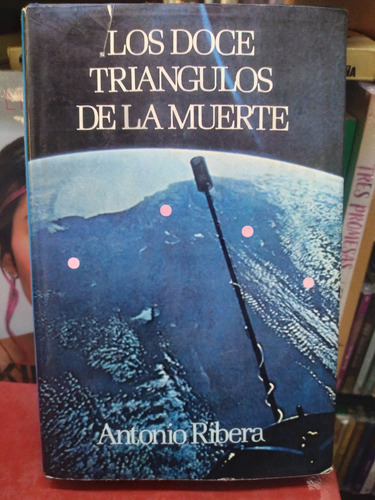 LOS DOCE
TRIANGULOS
DE LA MUERTE
Antonio Ribera
TRES PROMESAS